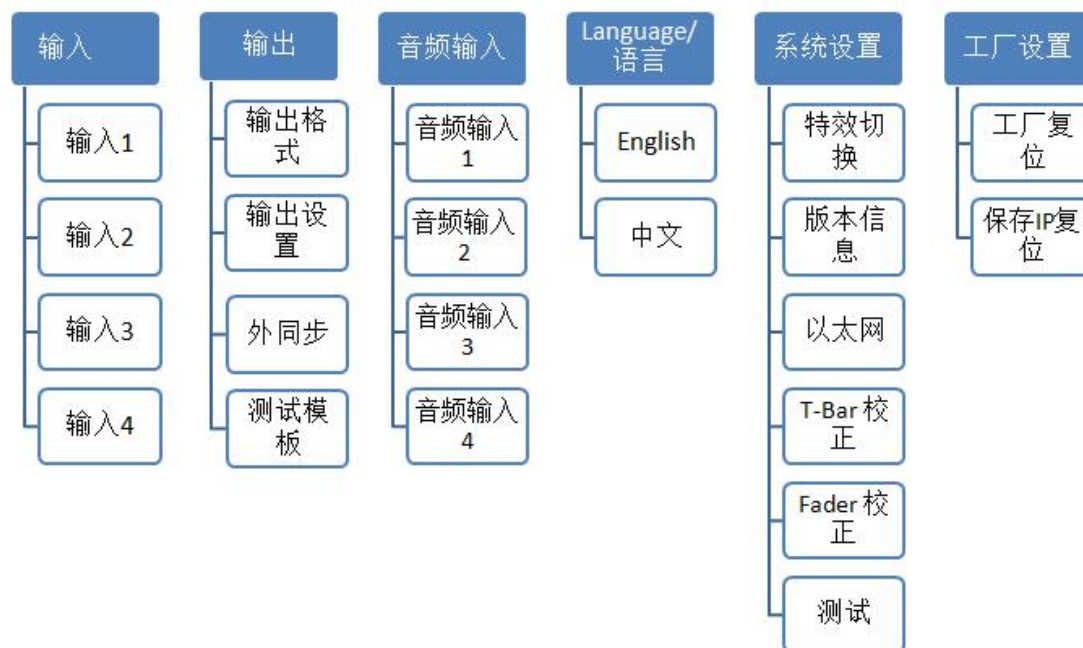 输入
输入1
输入2
输入3
输入4
输出
输出格
式
输出设
置
外同步
测试模
板
音频输入
音频输入
1
音频输入
2
音频输入
3
音频输入
4
Language/
语言
English
中文
系统设置
特效切
换
版本信
息
以太网
T-Bar 校
正
Fader 校
正
测试
工厂设置
工厂复
位
保存IP复
位